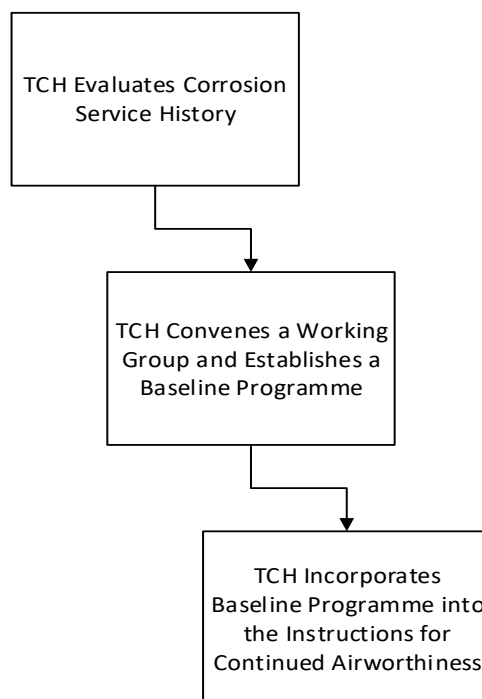 TCH Evaluates Corrosion
Service History
TCH Convenes a Working
Group and Establishes a
Baseline Programme
TCH Incorporates
Baseline Programme into
the Instructions for
Continued Airworthiness